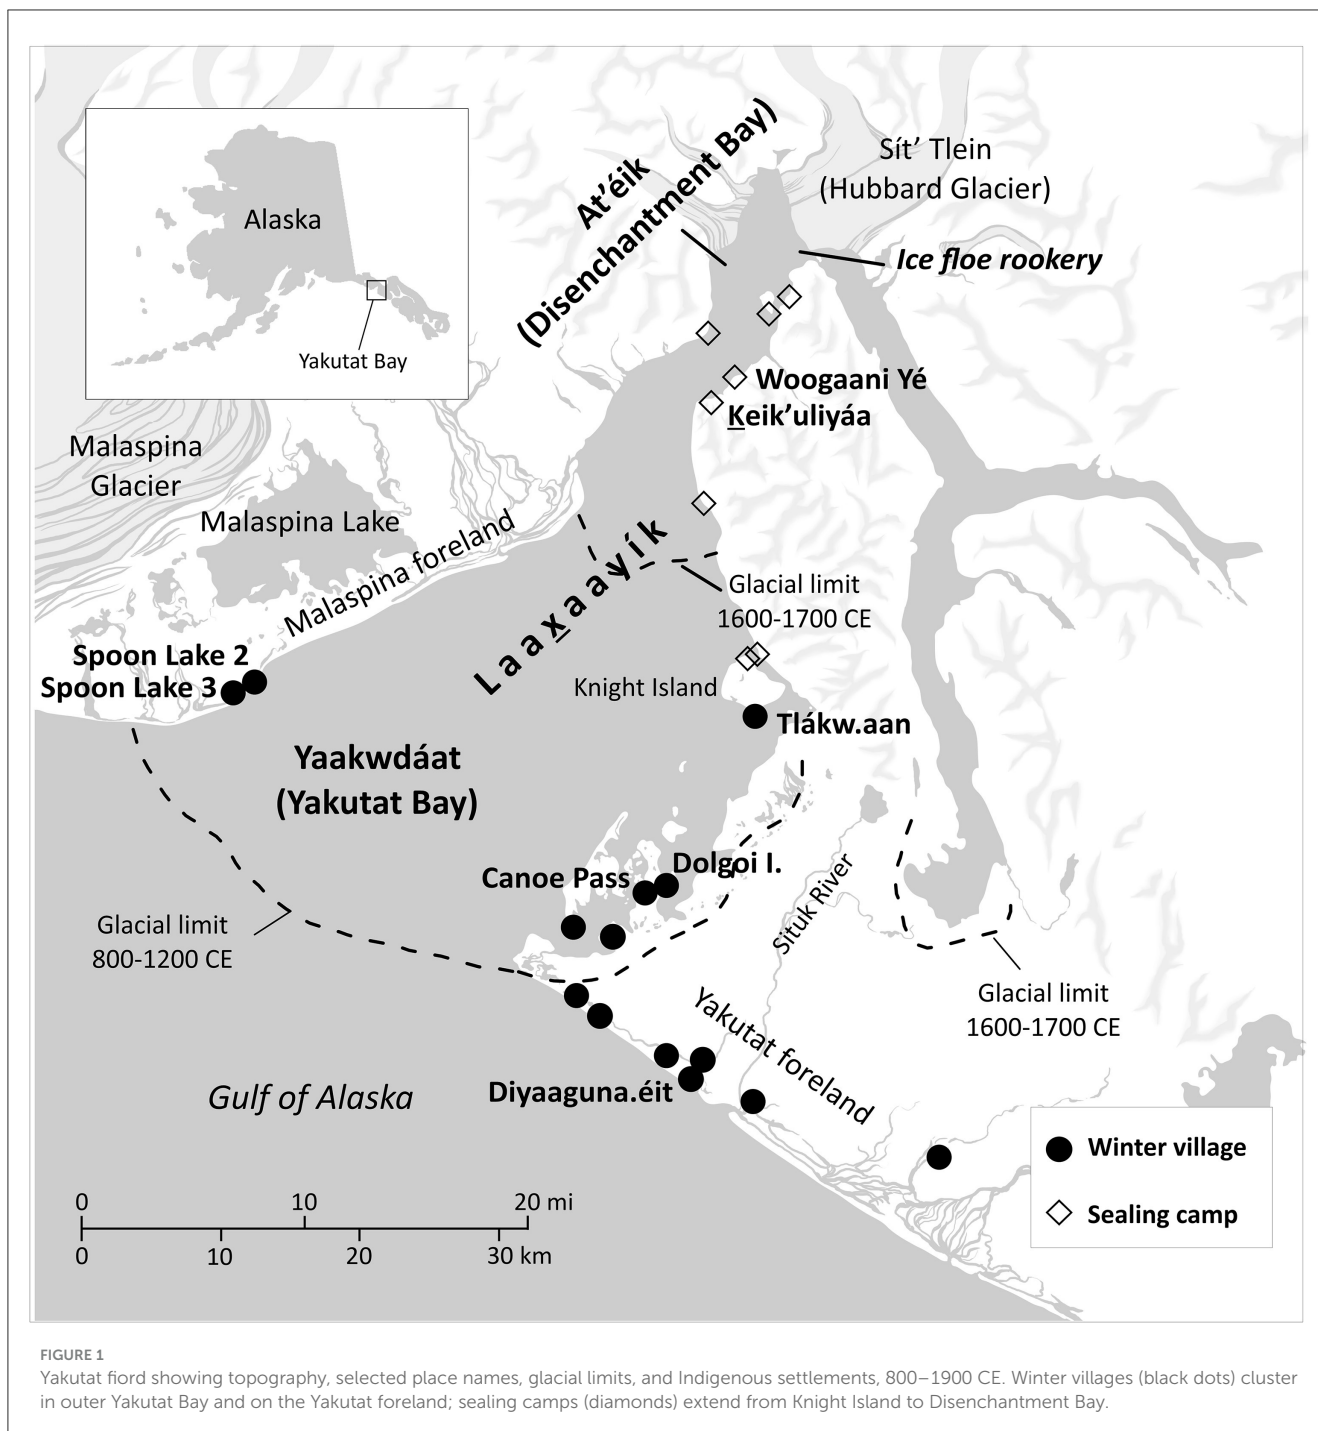 Alaska
Yakutat Bay
At’éik
(Disenchantment Bay)
Sít’ Tlein
(Hubbard Glacier)
Ice floe rookery
Woogaani Yé
Ḵeik’uliyáa
Malaspina
Glacier
Malaspina Lake
Malaspina foreland
Laax̱aayík
Glacial limit
1600-1700 CE
Spoon Lake 2
Spoon Lake 3
Knight Island
Tlákw.aan
Yaakwdáat
(Yakutat Bay)
Canoe Pass
Dolgoi I.
Situk River
Glacial limit
800-1200 CE
Glacial limit
1600-1700 CE
Yakutat foreland
Gulf of Alaska
Diyaaguna.éit
Winter village
Sealing camp
0 10 20 mi
0 10 20 30 km
FIGURE 1
Yakutat fiord showing topography, selected place names, glacial limits, and Indigenous settlements, 800–1900 CE. Winter villages (black dots) cluster
in outer Yakutat Bay and on the Yakutat foreland; sealing camps (diamonds) extend from Knight Island to Disenchantment Bay.